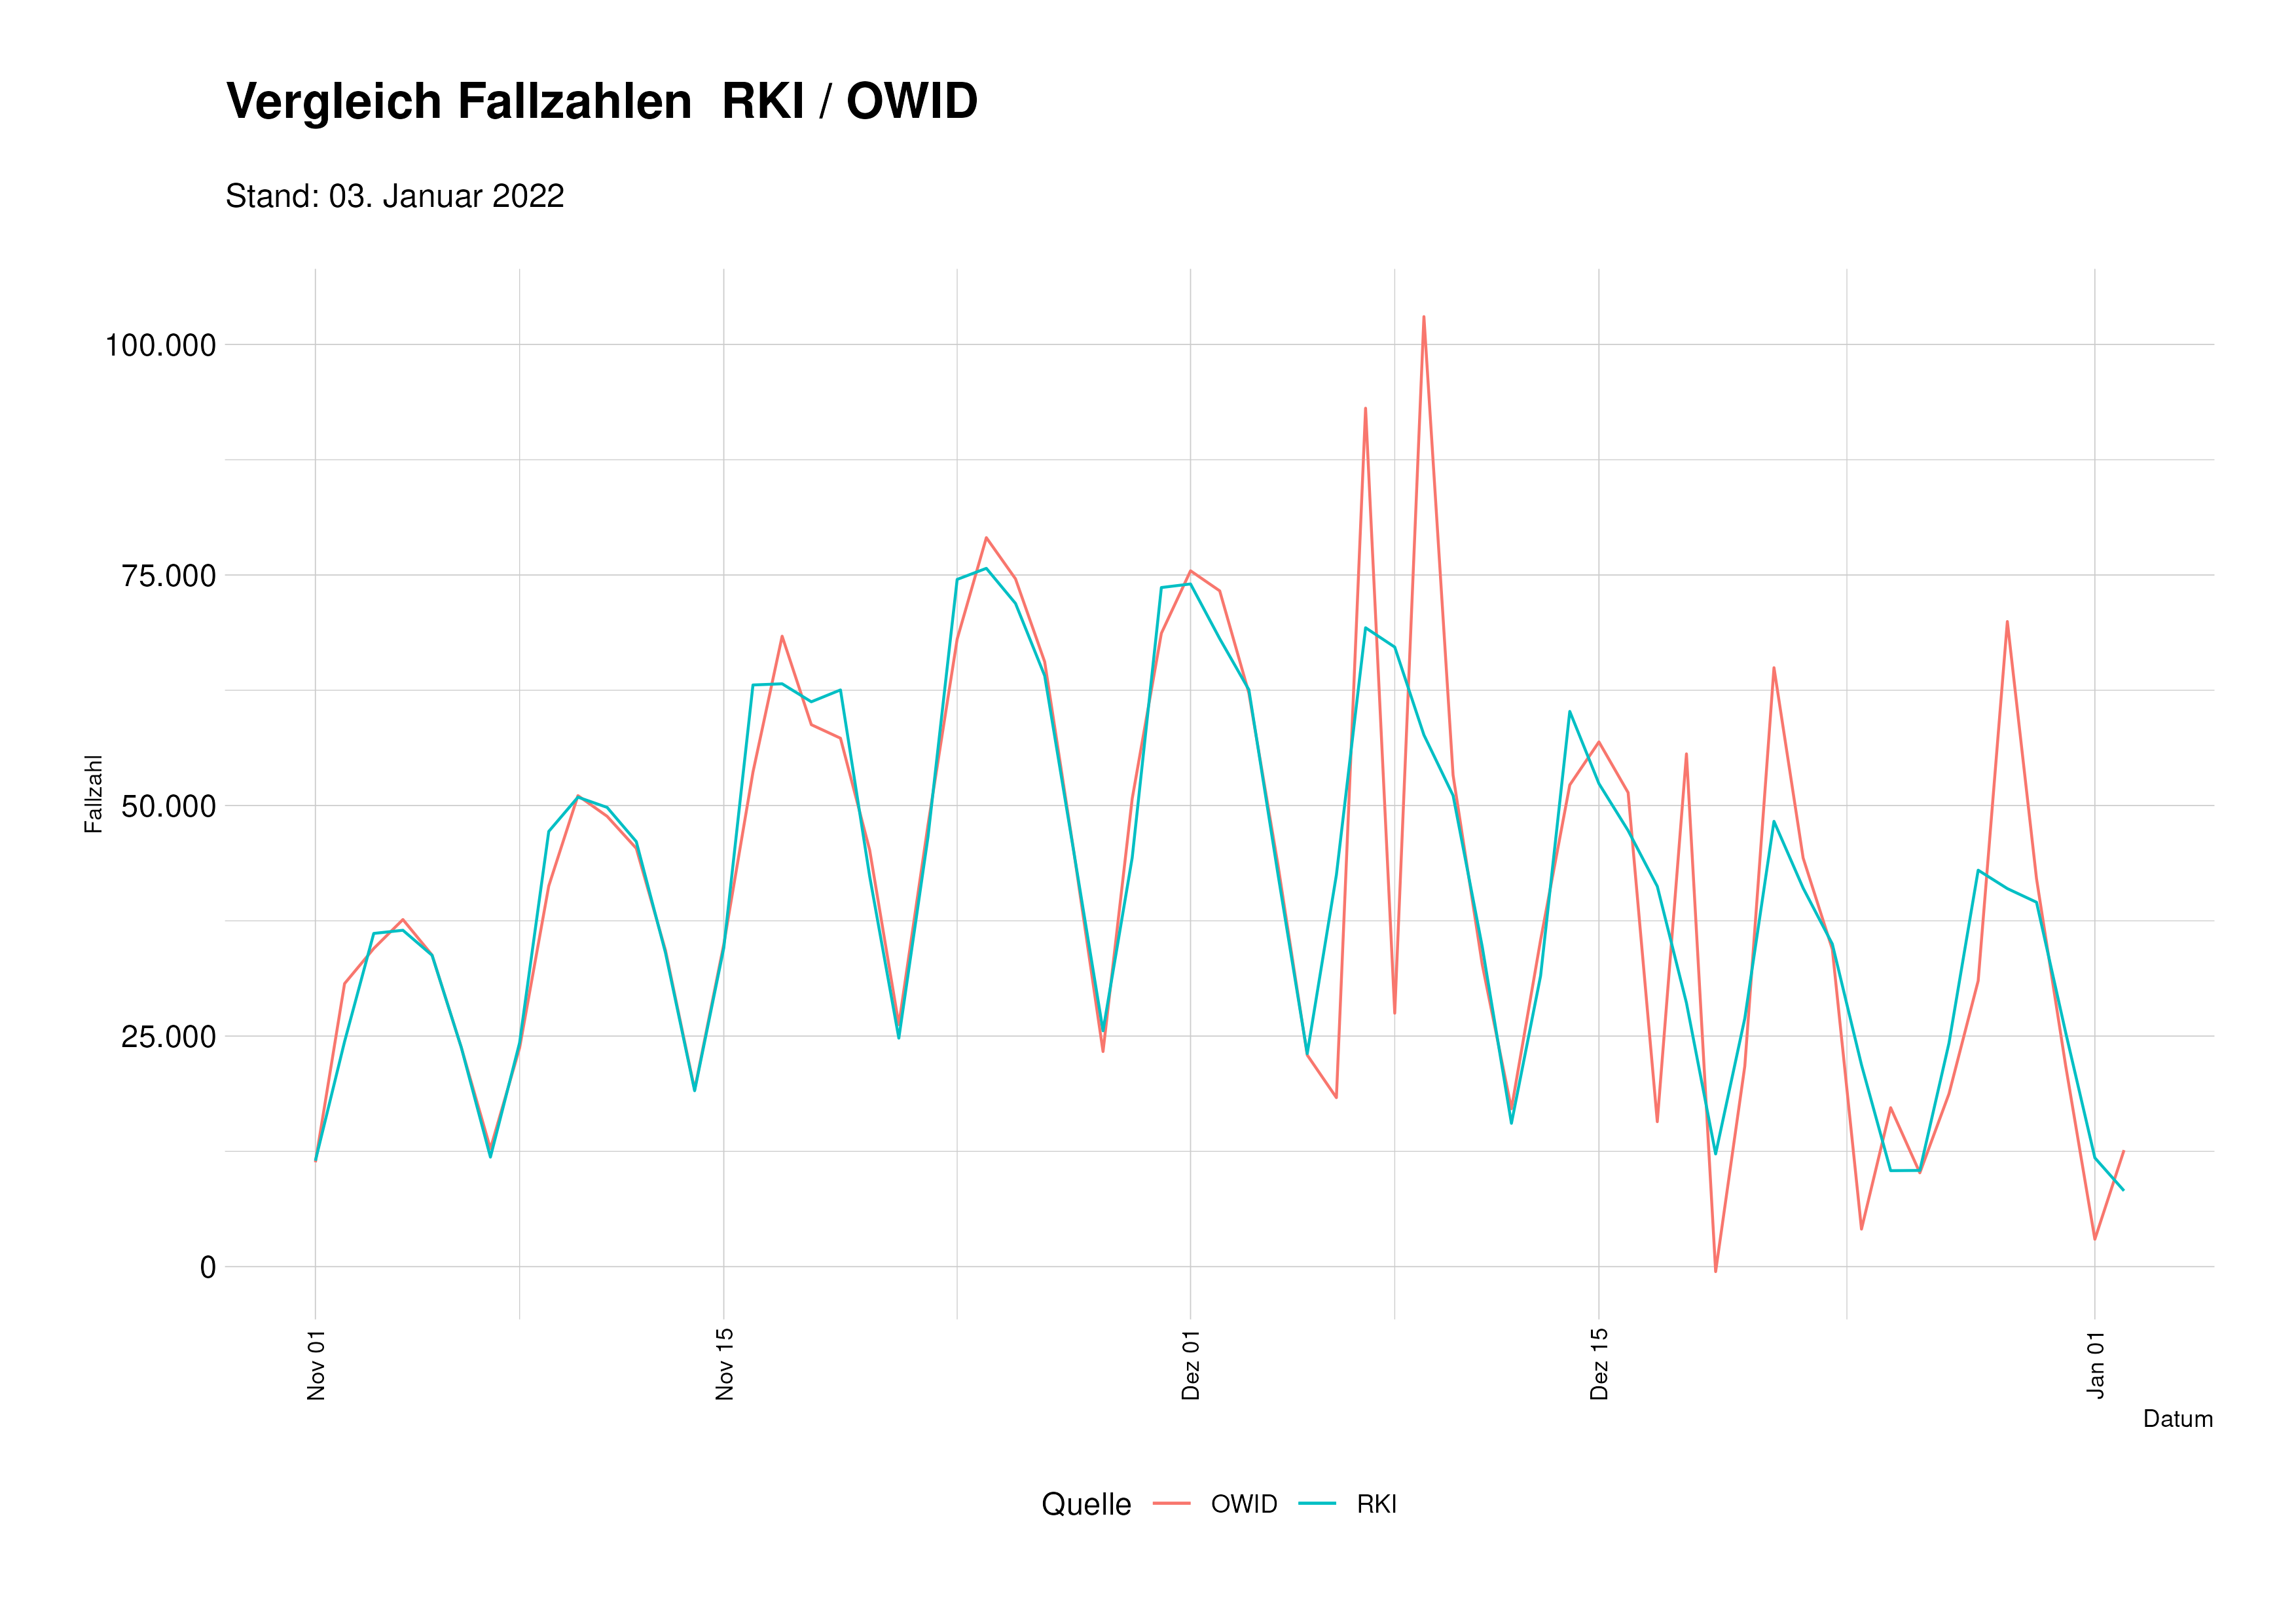 Vergleich Fallzahlen  RKI / OWID
Stand: 03. Januar 2022
100.000
75.000
50.000
25.000
0
Fallzahl
Nov 01
Nov 15
Dez 01
Dez 15
Jan 01
Datum
Quelle OWID RKI